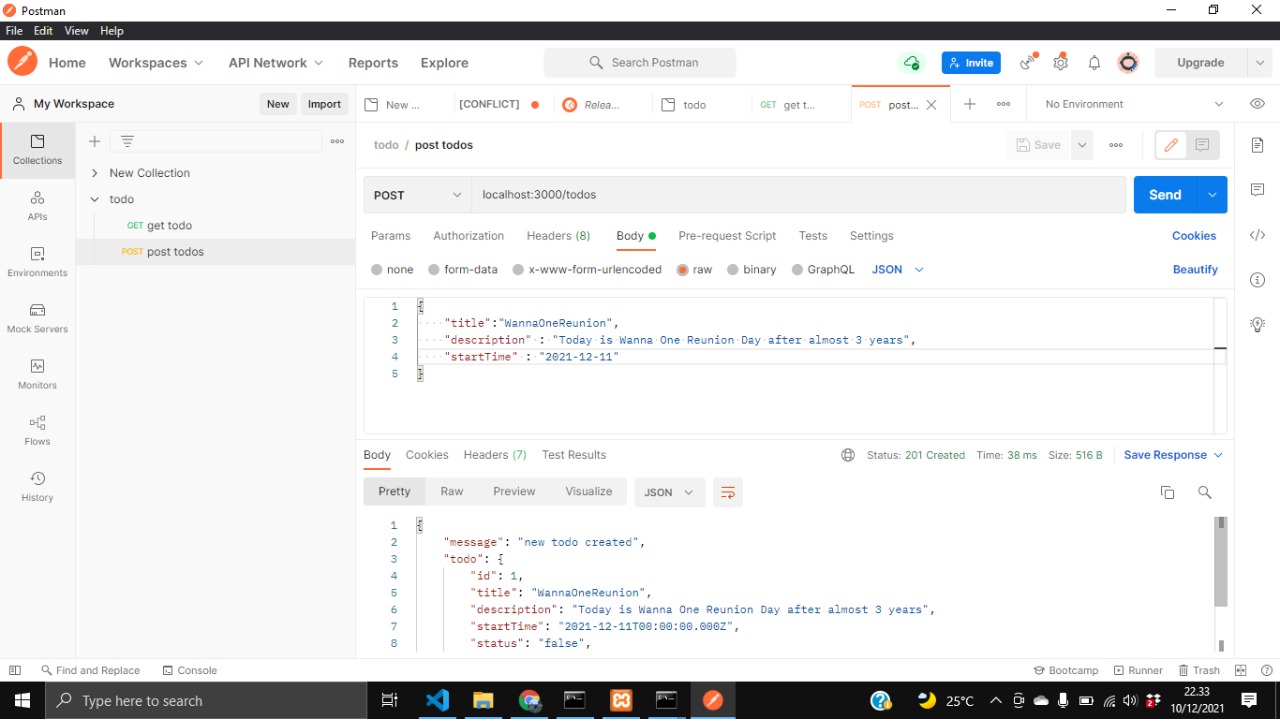 Postman
File Edit View Help
Home Workspaces API Network Reports Explore Search Postman Invite Upgrade
My Workspace New Import New ... [CONFLICT] Relea... todo GET get t... POST post... No Environment
todo / post todos Save
Collections
New Collection
todo
GET get todo
POST post todos
APIs
Environments
Mock Servers
Monitors
Flows
History
POST localhost:3000/todos Send
Params Authorization Headers (8) Body Pre-request Script Tests Settings Cookies
none form-data x-www-form-urlencoded raw binary GraphQL JSON Beautify
1 {
2 "title":"WannaOneReunion",
3 "description" : "Today is Wanna One Reunion Day after almost 3 years",
4 "startTime" : "2021-12-11"
5 }
Body Cookies Headers (7) Test Results Status: 201 Created Time: 38 ms Size: 516 B Save Response
Pretty Raw Preview Visualize JSON
1 {
2 "message": "new todo created",
3 "todo": {
4 "id": 1,
5 "title": "WannaOneReunion",
6 "description": "Today is Wanna One Reunion Day after almost 3 years",
7 "startTime": "2021-12-11T00:00:00.000Z",
8 "status": "false",
Find and Replace Console Bootcamp Runner Trash
Type here to search 25°C 22.33
10/12/2021